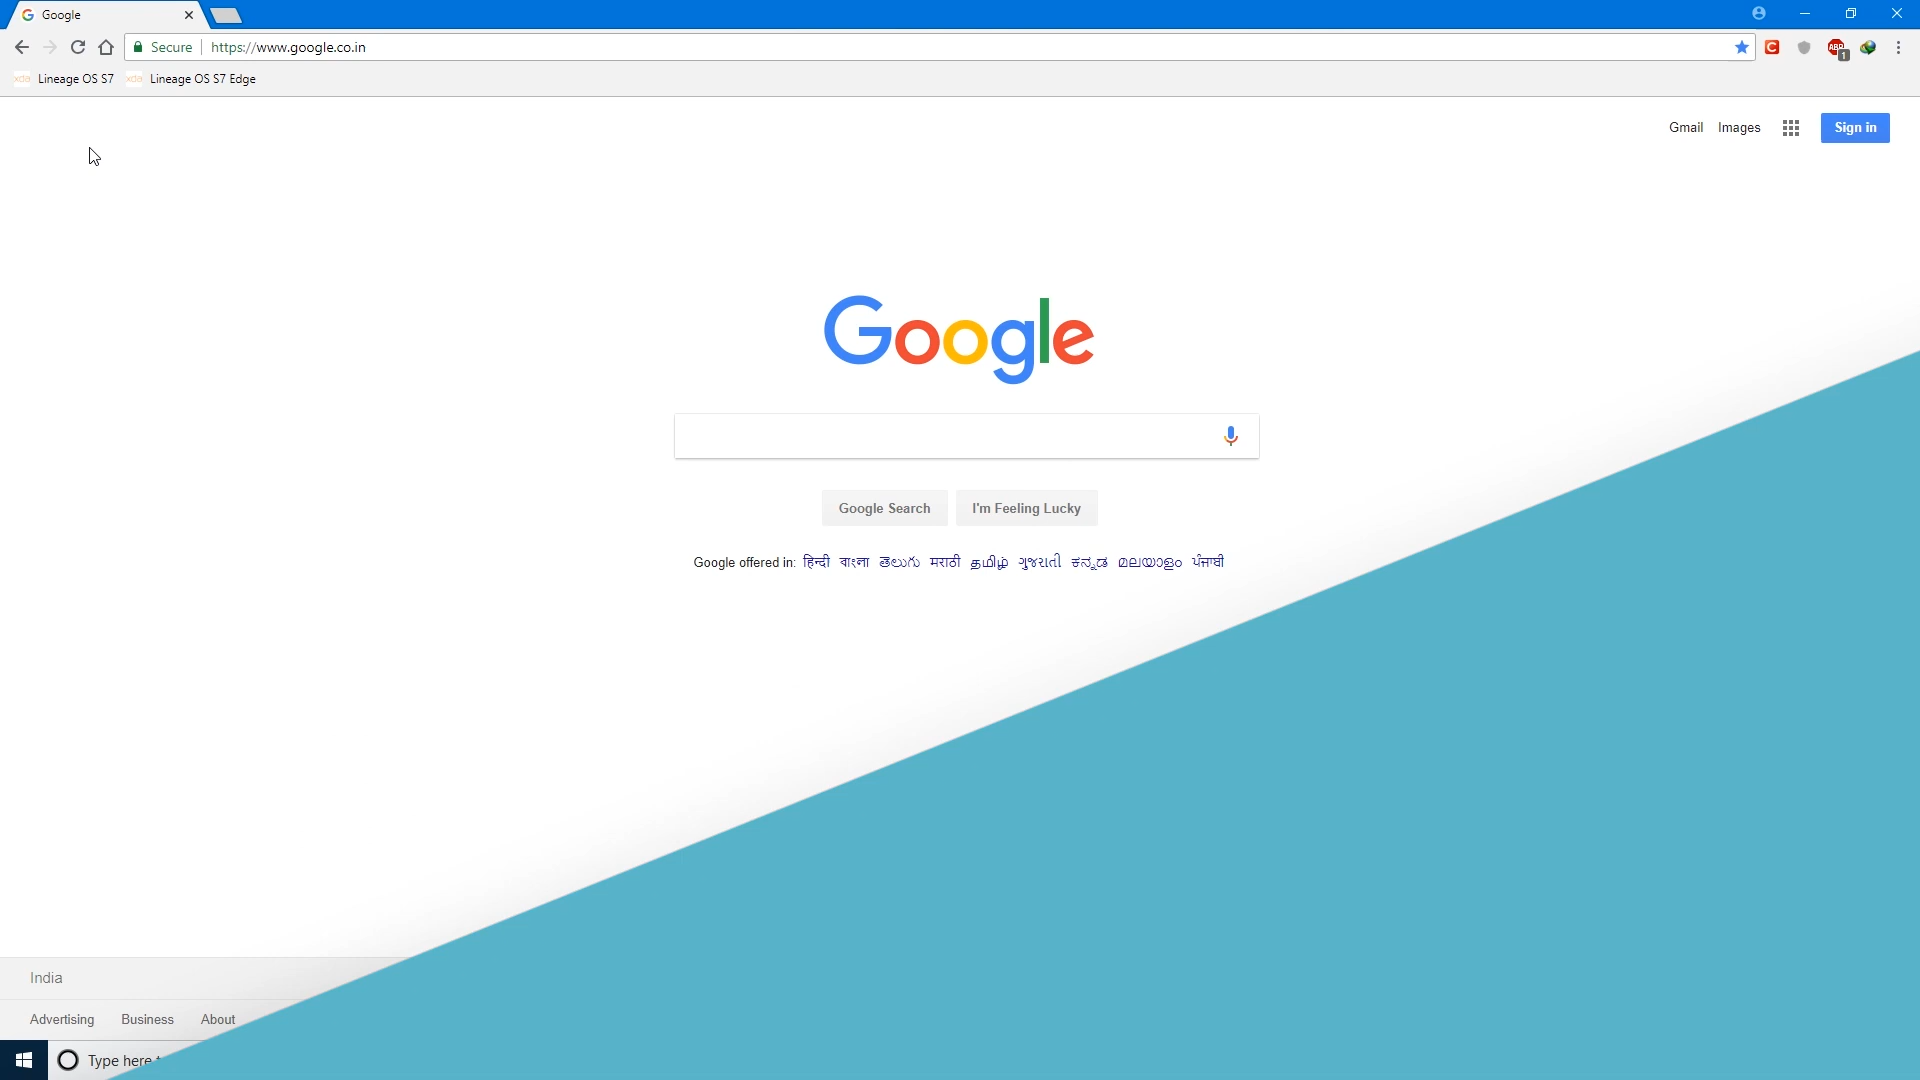 Google
Secure https://www.google.co.in
ABP 1
Lineage OS S7 Lineage OS S7 Edge
Gmail Images Sign in
Google
Google Search I'm Feeling Lucky
Google offered in: हिन्दी বাংলা తెలుగు मराठी தமிழ் ગુજરાતી ಕನ್ನಡ മലയാളം ਪੰਜਾਬੀ
India
Advertising Business About
Type here